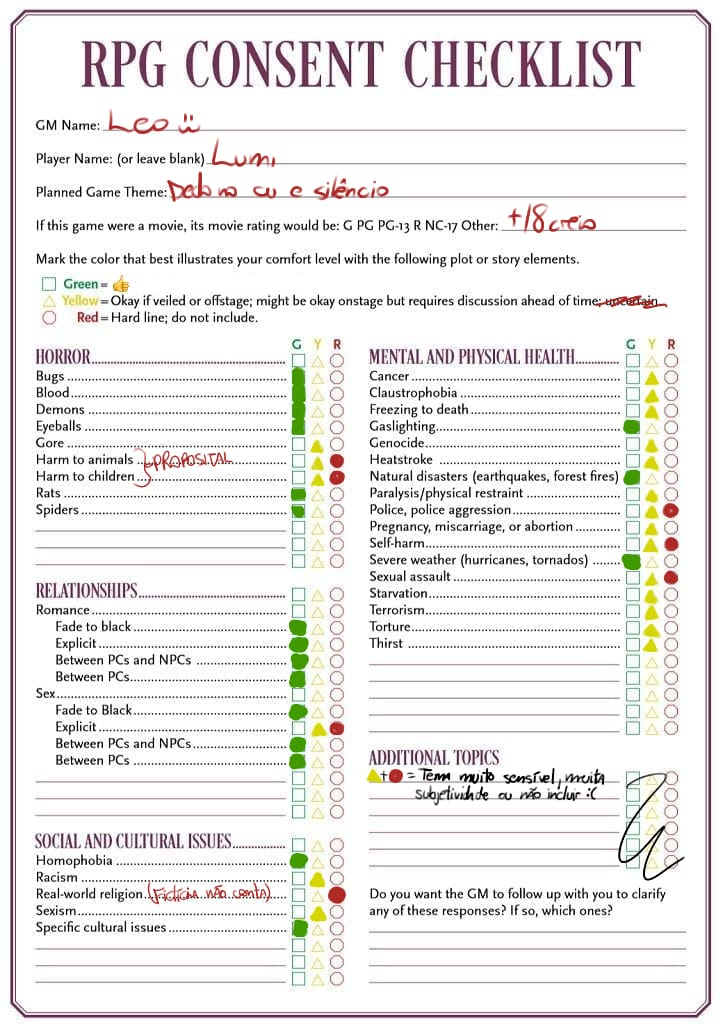 RPG CONSENT CHECKLIST
GM Name: Leo
Player Name: (or leave blank) Lumi
Planned Game Theme: Dedo no cu e silêncio
If this game were a movie, its movie rating would be: G PG PG-13 R NC-17 Other: +18 creio
Mark the color that best illustrates your comfort level with the following plot or story elements.
Green = 👍
Yellow = Okay if veiled or offstage; might be okay onstage but requires discussion ahead of time; uncertain.
Red = Hard line; do not include.
G Y R
HORROR
Bugs
Blood
Demons
Eyeballs
Gore
Harm to animals } PROPOSITAL
Harm to children
Rats
Spiders
RELATIONSHIPS
Romance
Fade to black
Explicit
Between PCs and NPCs
Between PCs
Sex
Fade to Black
Explicit
Between PCs and NPCs
Between PCs
SOCIAL AND CULTURAL ISSUES
Homophobia
Racism
Real-world religion (Fictícia não conta)
Sexism
Specific cultural issues
G Y R
MENTAL AND PHYSICAL HEALTH
Cancer
Claustrophobia
Freezing to death
Gaslighting
Genocide
Heatstroke
Natural disasters (earthquakes, forest fires)
Paralysis/physical restraint
Police, police aggression
Pregnancy, miscarriage, or abortion
Self-harm
Severe weather (hurricanes, tornados)
Sexual assault
Starvation
Terrorism
Torture
Thirst
ADDITIONAL TOPICS
+ = Tema muito sensível, muita
subjetividade ou não incluir :(
Do you want the GM to follow up with you to clarify
any of these responses? If so, which ones?